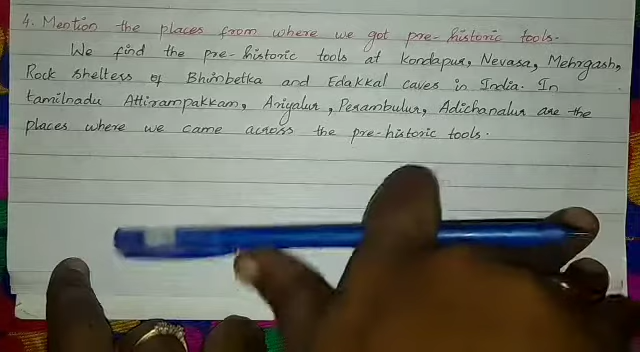 4. Mention the places from where we got pre-historic tools.
We find the pre-historic tools at Kondapur, Nevasa, Mehrgash,
Rock shelters of Bhimbetka and Edakkal caves in India. In
tamilnadu Attirampakkam, Ariyalur, Perambulur, Adichanalur are the
places where we came across the pre-historic tools.